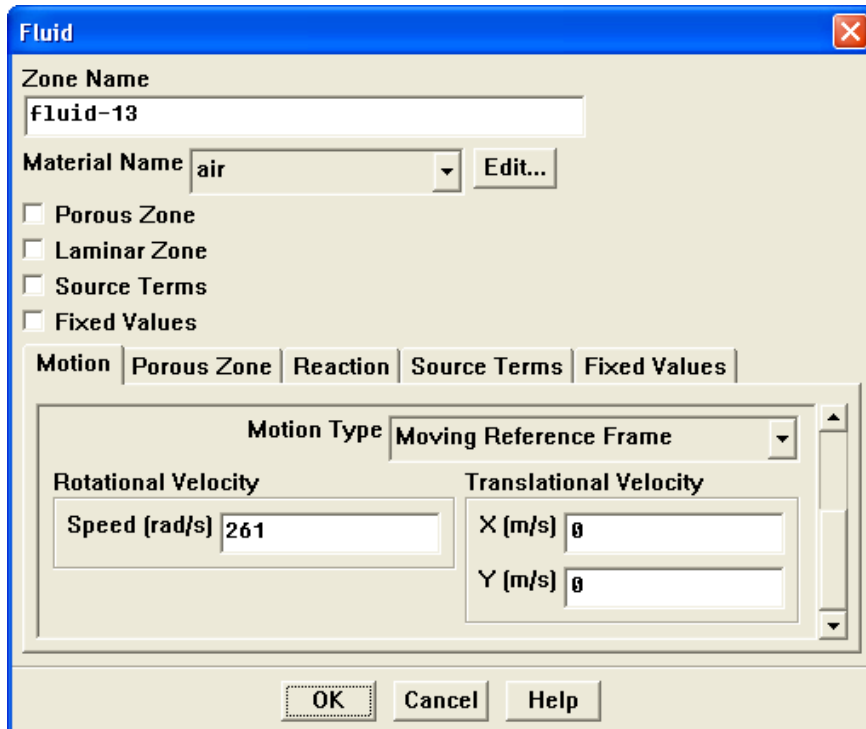 Fluid
Zone Name
fluid-13
Material Name air Edit...
Porous Zone
Laminar Zone
Source Terms
Fixed Values
Motion Porous Zone Reaction Source Terms Fixed Values
Motion Type Moving Reference Frame
Rotational Velocity Translational Velocity
Speed (rad/s) 261 X (m/s) 0
Y (m/s) 0
OK Cancel Help